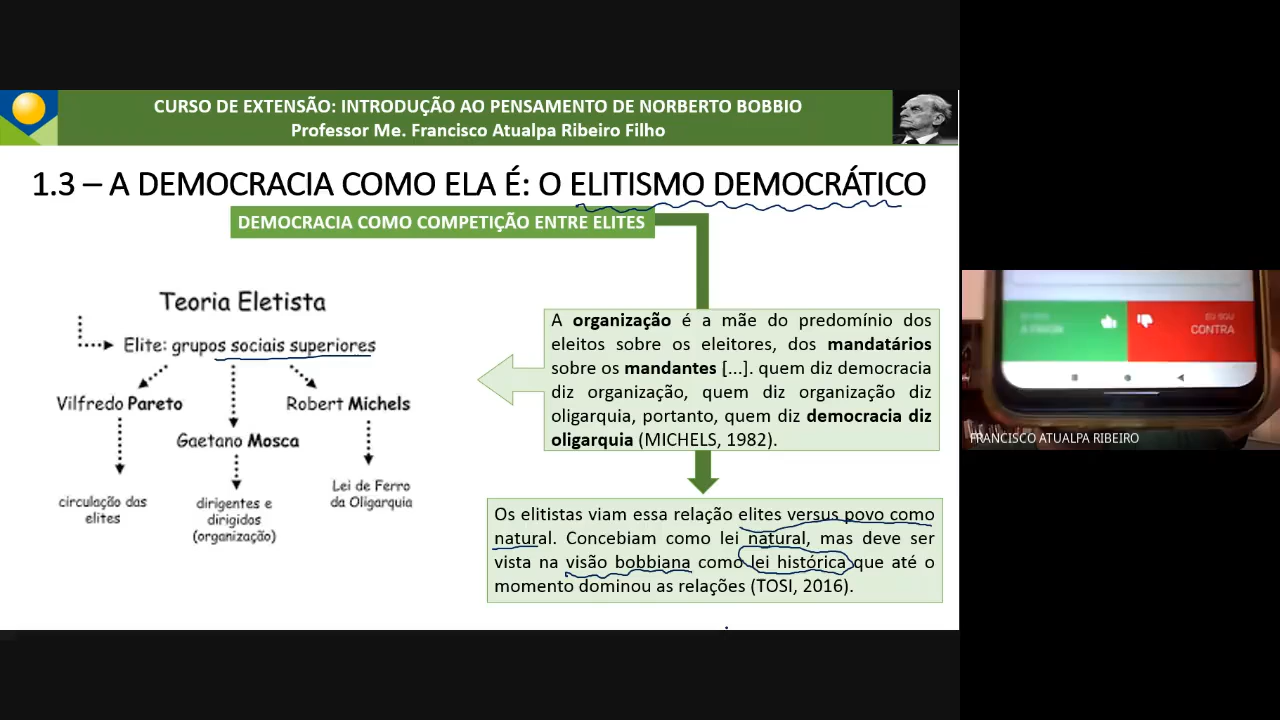 CURSO DE EXTENSÃO: INTRODUÇÃO AO PENSAMENTO DE NORBERTO BOBBIO
Professor Me. Francisco Atualpa Ribeiro Filho
1.3 – A DEMOCRACIA COMO ELA É: O ELITISMO DEMOCRÁTICO
DEMOCRACIA COMO COMPETIÇÃO ENTRE ELITES
Teoria Eletista
Elite: grupos sociais superiores
Vilfredo Pareto
Robert Michels
Gaetano Mosca
circulação das
elites
dirigentes e
dirigidos
(organização)
Lei de Ferro
da Oligarquia
A organização é a mãe do predomínio dos
eleitos sobre os eleitores, dos mandatários
sobre os mandantes [...]. quem diz democracia
diz organização, quem diz organização diz
oligarquia, portanto, quem diz democracia diz
oligarquia (MICHELS, 1982).
Os elitistas viam essa relação elites versus povo como
natural. Concebiam como lei natural, mas deve ser
vista na visão bobbiana como lei histórica que até o
momento dominou as relações (TOSI, 2016).
EU SOU
CONTRA
FRANCISCO ATUALPA RIBEIRO